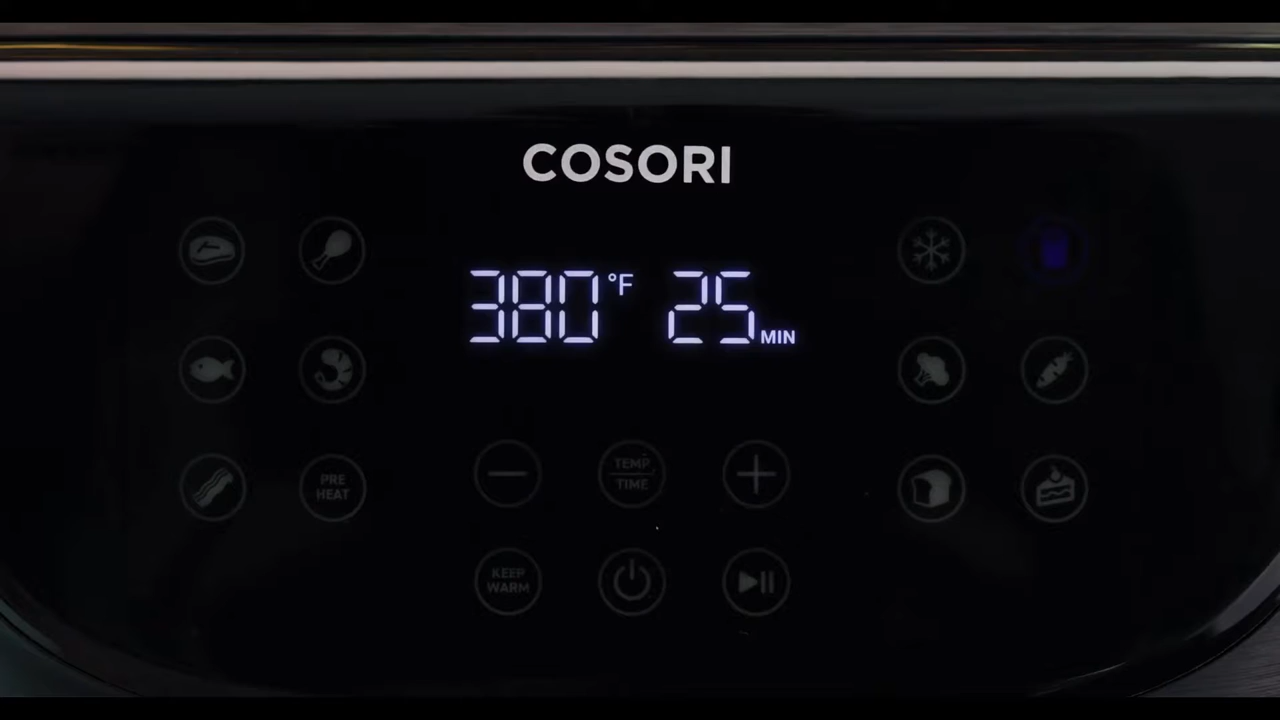 COSORI
380 °F 25 MIN
PRE
HEAT
TEMP
TIME
KEEP
WARM